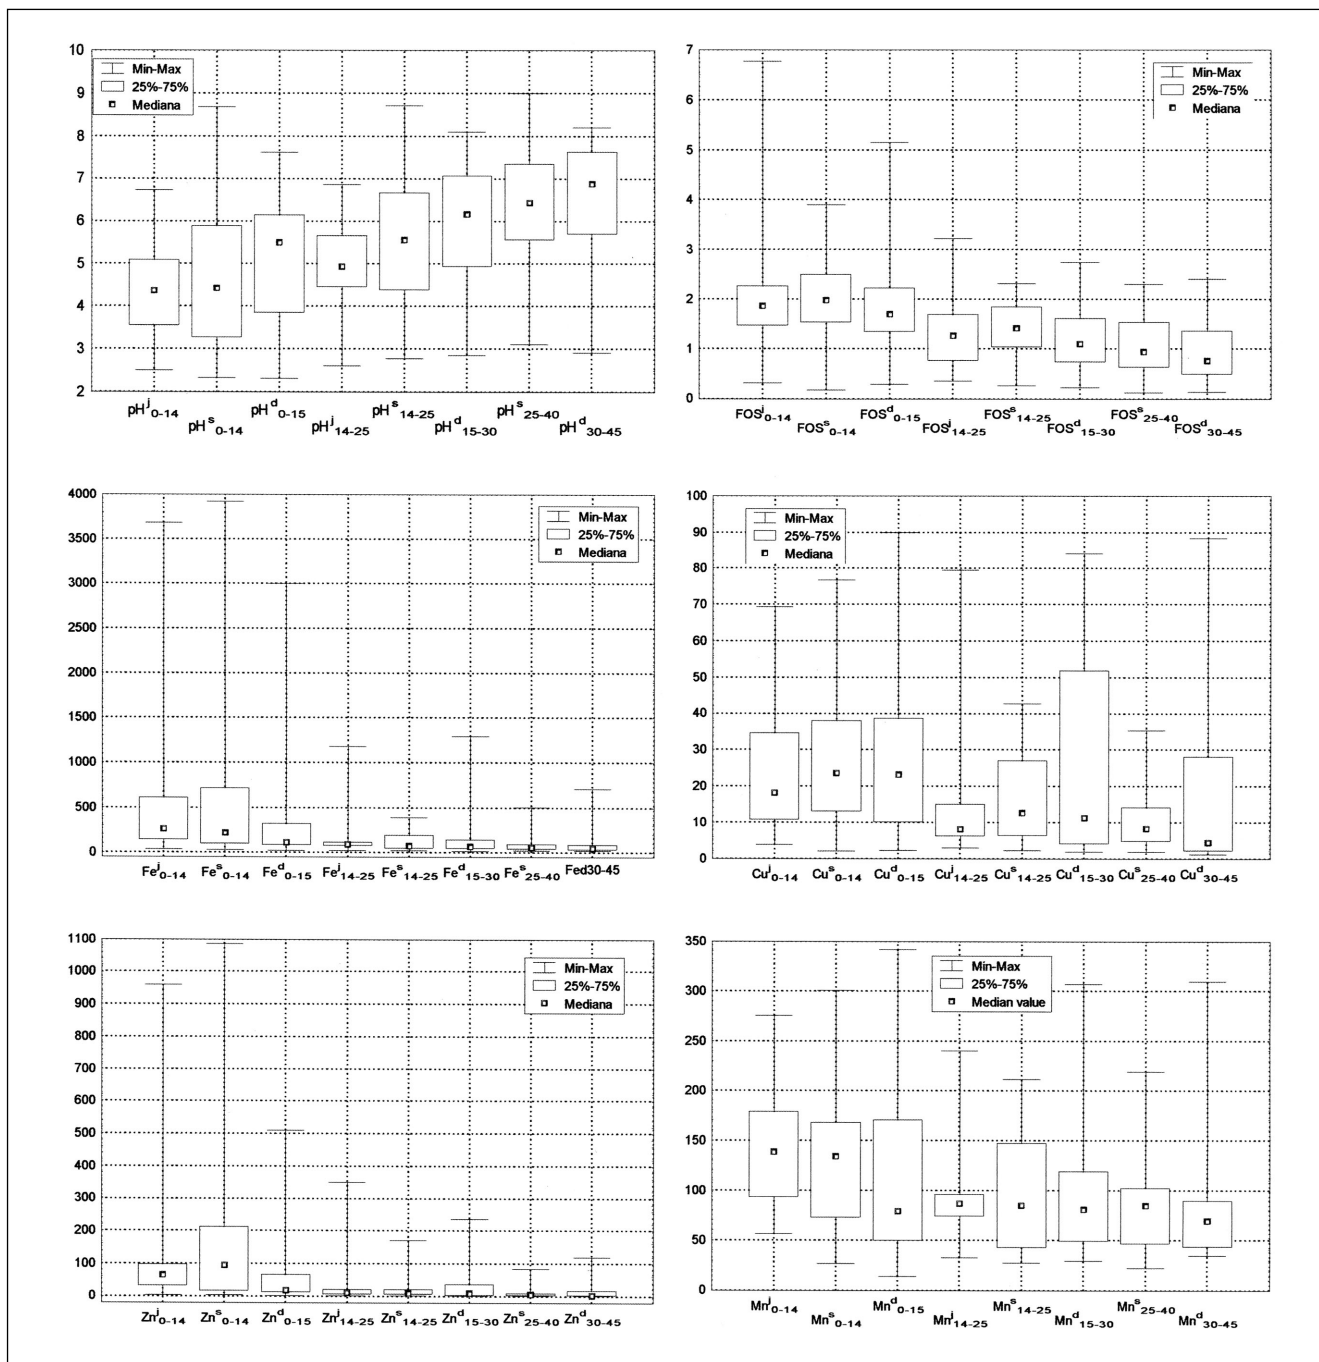 10
9
8
7
6
5
4
3
2
Min-Max
25%-75%
Mediana
pHʲ₀₋₁₄
pHˢ₀₋₁₄
pHᵈ₀₋₁₅
pHʲ₁₄₋₂₅
pHˢ₁₄₋₂₅
pHᵈ₁₅₋₃₀
pHˢ₂₅₋₄₀
pHᵈ₃₀₋₄₅
7
6
5
4
3
2
1
0
Min-Max
25%-75%
Mediana
FOSʲ₀₋₁₄
FOSˢ₀₋₁₄
FOSᵈ₀₋₁₅
FOSʲ₁₄₋₂₅
FOSˢ₁₄₋₂₅
FOSᵈ₁₅₋₃₀
FOSˢ₂₅₋₄₀
FOSᵈ₃₀₋₄₅
4000
3500
3000
2500
2000
1500
1000
500
0
Min-Max
25%-75%
Mediana
Feʲ₀₋₁₄
Feˢ₀₋₁₄
Feᵈ₀₋₁₅
Feʲ₁₄₋₂₅
Feˢ₁₄₋₂₅
Feᵈ₁₅₋₃₀
Feˢ₂₅₋₄₀
Fed30-45
100
90
80
70
60
50
40
30
20
10
0
Min-Max
25%-75%
Mediana
Cuʲ₀₋₁₄
Cuˢ₀₋₁₄
Cuᵈ₀₋₁₅
Cuʲ₁₄₋₂₅
Cuˢ₁₄₋₂₅
Cuᵈ₁₅₋₃₀
Cuˢ₂₅₋₄₀
Cuᵈ₃₀₋₄₅
1100
1000
900
800
700
600
500
400
300
200
100
0
Min-Max
25%-75%
Mediana
Znʲ₀₋₁₄
Znˢ₀₋₁₄
Znᵈ₀₋₁₅
Znʲ₁₄₋₂₅
Znˢ₁₄₋₂₅
Znᵈ₁₅₋₃₀
Znˢ₂₅₋₄₀
Znᵈ₃₀₋₄₅
350
300
250
200
150
100
50
0
Min-Max
25%-75%
Median value
Mnʲ₀₋₁₄
Mnˢ₀₋₁₄
Mnᵈ₀₋₁₅
Mnʲ₁₄₋₂₅
Mnˢ₁₄₋₂₅
Mnᵈ₁₅₋₃₀
Mnˢ₂₅₋₄₀
Mnᵈ₃₀₋₄₅